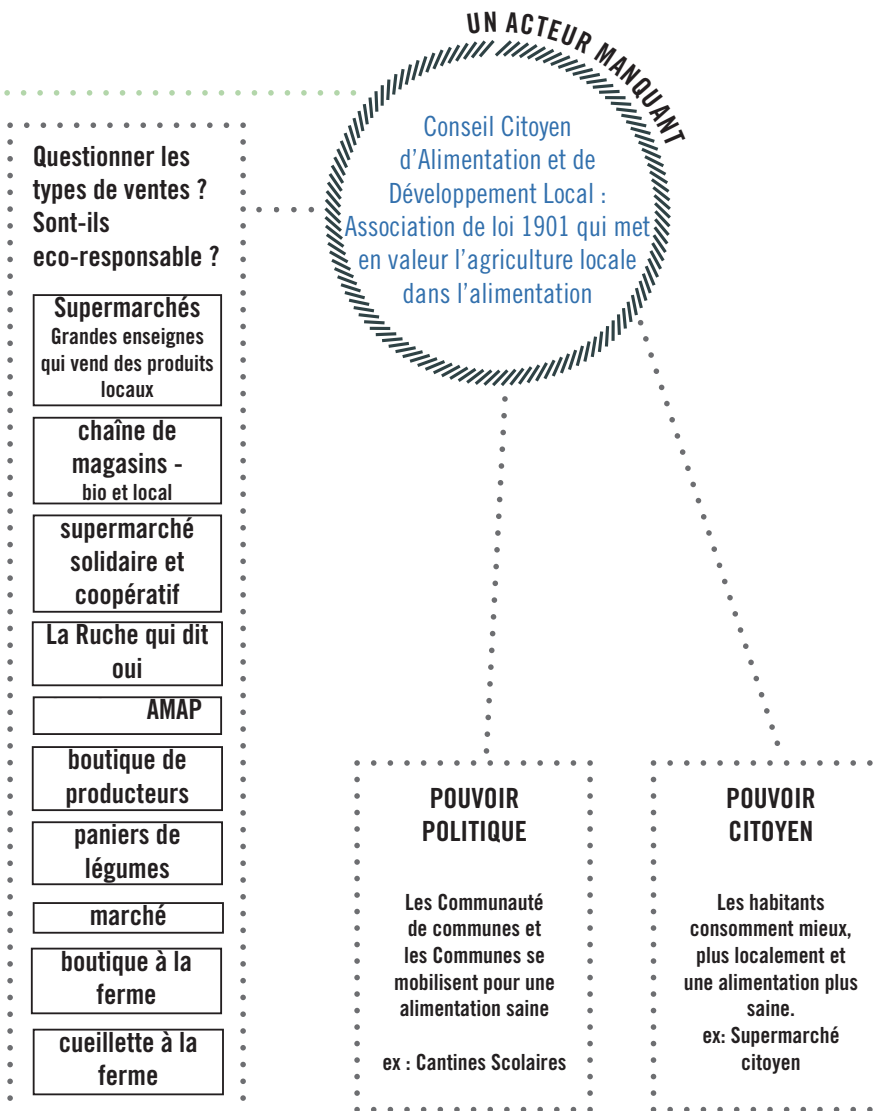 UN ACTEUR MANQUANT
Conseil Citoyen
d'Alimentation et de
Développement Local :
Association de loi 1901 qui met
en valeur l'agriculture locale
dans l'alimentation
Questionner les
types de ventes ?
Sont-ils
eco-responsable ?
Supermarchés
Grandes enseignes
qui vend des produits
locaux
chaîne de
magasins -
bio et local
supermarché
solidaire et
coopératif
La Ruche qui dit
oui
AMAP
boutique de
producteurs
paniers de
légumes
marché
boutique à la
ferme
cueillette à la
ferme
POUVOIR
POLITIQUE
Les Communauté
de communes et
les Communes se
mobilisent pour une
alimentation saine
ex : Cantines Scolaires
POUVOIR
CITOYEN
Les habitants
consomment mieux,
plus localement et
une alimentation plus
saine.
ex: Supermarché
citoyen